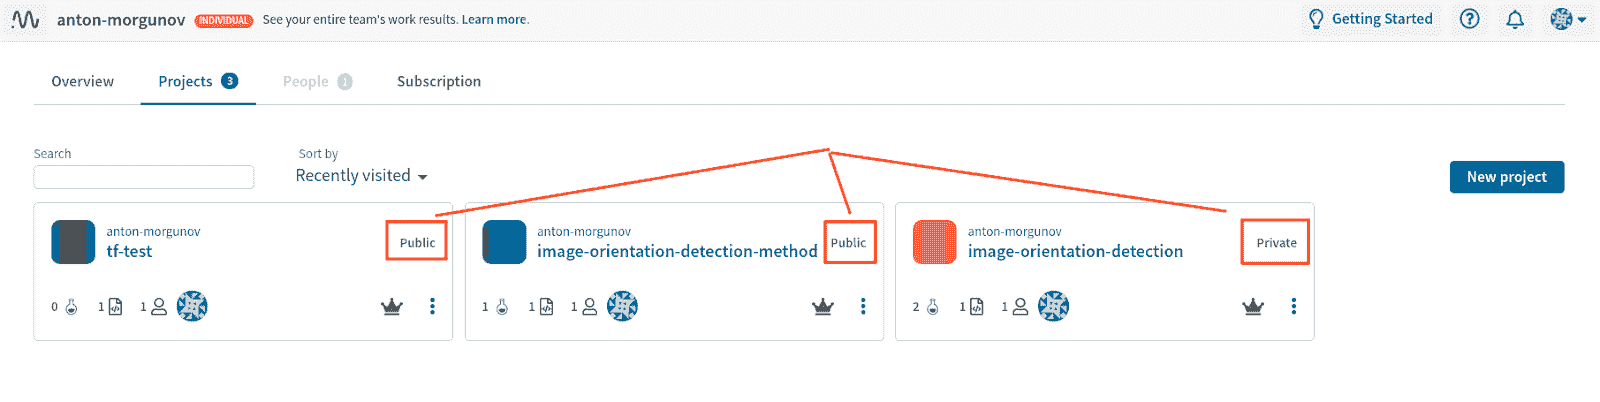 anton-morgunov INDIVIDUAL See your entire team's work results. Learn more. Getting Started
Overview Projects 3 People 1 Subscription
Search Sort by
Recently visited
New project
anton-morgunov
tf-test
Public
0 1 1
anton-morgunov
image-orientation-detection-method
Public
1 1 1
anton-morgunov
image-orientation-detection
Private
2 1 1